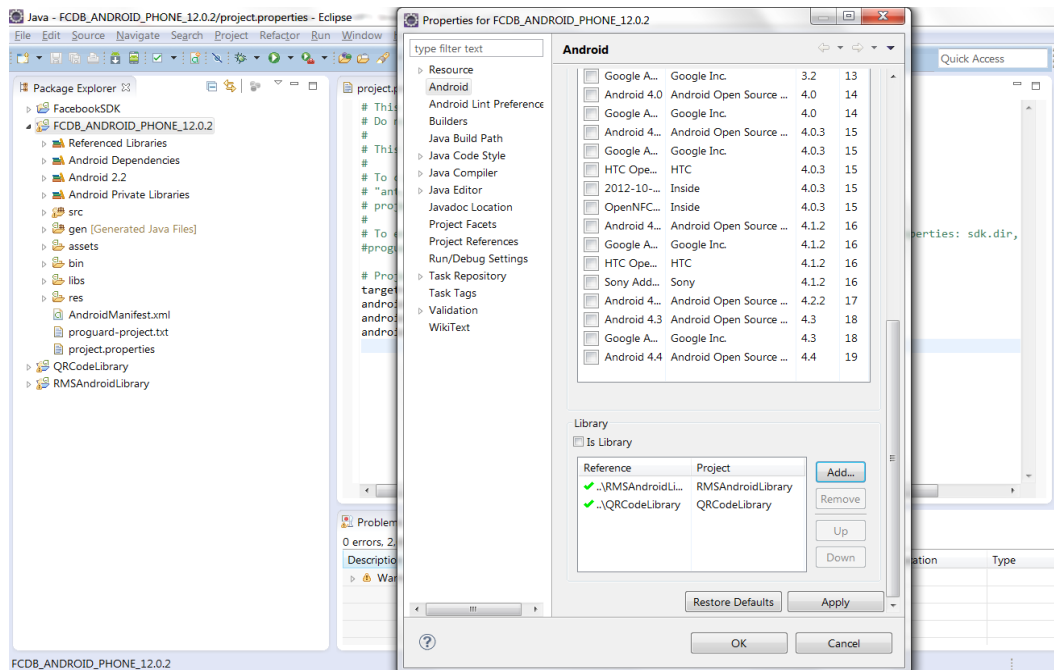 Java - FCDB_ANDROID_PHONE_12.0.2/project.properties - Eclipse
File Edit Source Navigate Search Project Refactor Run Window
Quick Access
Package Explorer
FacebookSDK
FCDB_ANDROID_PHONE_12.0.2
Referenced Libraries
Android Dependencies
Android 2.2
Android Private Libraries
src
gen [Generated Java Files]
assets
bin
libs
res
AndroidManifest.xml
proguard-project.txt
project.properties
QRCodeLibrary
RMSAndroidLibrary
project.p
# This
# Do
#
# This
#
# To
# "ant
# proj
#
# To
#prog
perties: sdk.dir,
# Proj
target
androi
androi
androi
Problem
0 errors, 2,
Descriptio
ation Type
War
FCDB_ANDROID_PHONE_12.0.2
Properties for FCDB_ANDROID_PHONE_12.0.2
type filter text
Resource
Android
Android Lint Preference
Builders
Java Build Path
Java Code Style
Java Compiler
Java Editor
Javadoc Location
Project Facets
Project References
Run/Debug Settings
Task Repository
Task Tags
Validation
WikiText
Android
Google A... Google Inc. 3.2 13
Android 4.0 Android Open Source ... 4.0 14
Google A... Google Inc. 4.0 14
Android 4... Android Open Source ... 4.0.3 15
Google A... Google Inc. 4.0.3 15
HTC Ope... HTC 4.0.3 15
2012-10-... Inside 4.0.3 15
OpenNFC... Inside 4.0.3 15
Android 4... Android Open Source ... 4.1.2 16
Google A... Google Inc. 4.1.2 16
HTC Ope... HTC 4.1.2 16
Sony Add... Sony 4.1.2 16
Android 4... Android Open Source ... 4.2.2 17
Android 4.3 Android Open Source ... 4.3 18
Google A... Google Inc. 4.3 18
Android 4.4 Android Open Source ... 4.4 19
Library
Is Library
Reference Project
..\RMSAndroidLi... RMSAndroidLibrary
..\QRCodeLibrary QRCodeLibrary
Add...
Remove
Up
Down
Restore Defaults Apply
OK Cancel